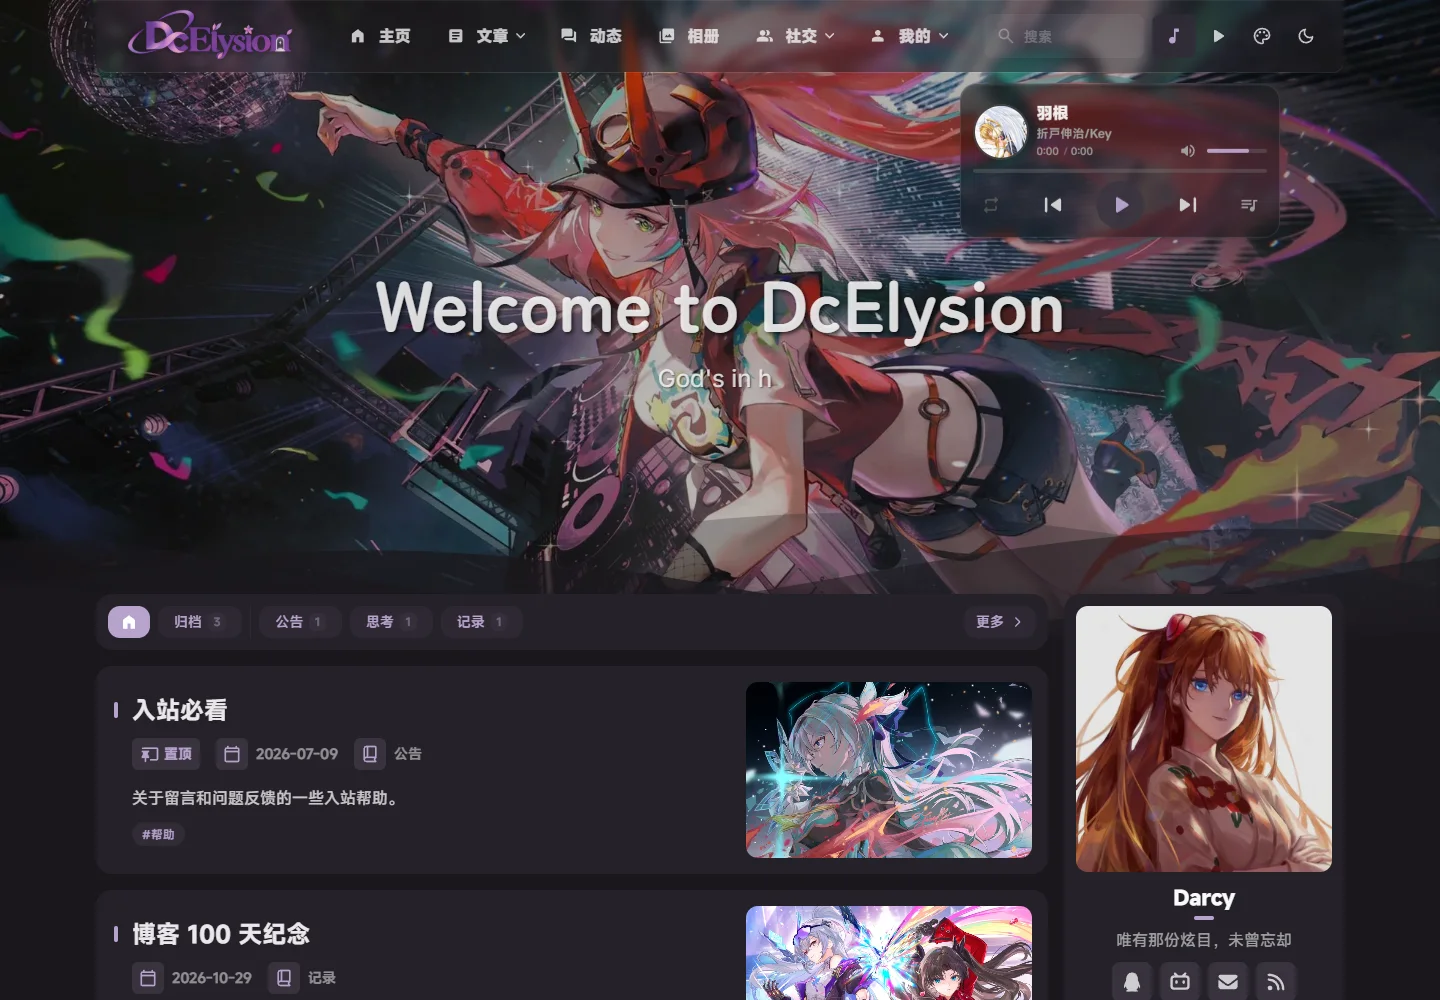 DcElysion
主页
文章
动态
相册
社交
我的
搜索
羽根
折戸伸治/Key
0:00 / 0:00
Welcome to DcElysion
God's in h
归档 3
公告 1
思考 1
记录 1
更多
入站必看
置顶
2026-07-09
公告
关于留言和问题反馈的一些入站帮助。
#帮助
博客 100 天纪念
2026-10-29
记录
Darcy
唯有那份炫目，未曾忘却